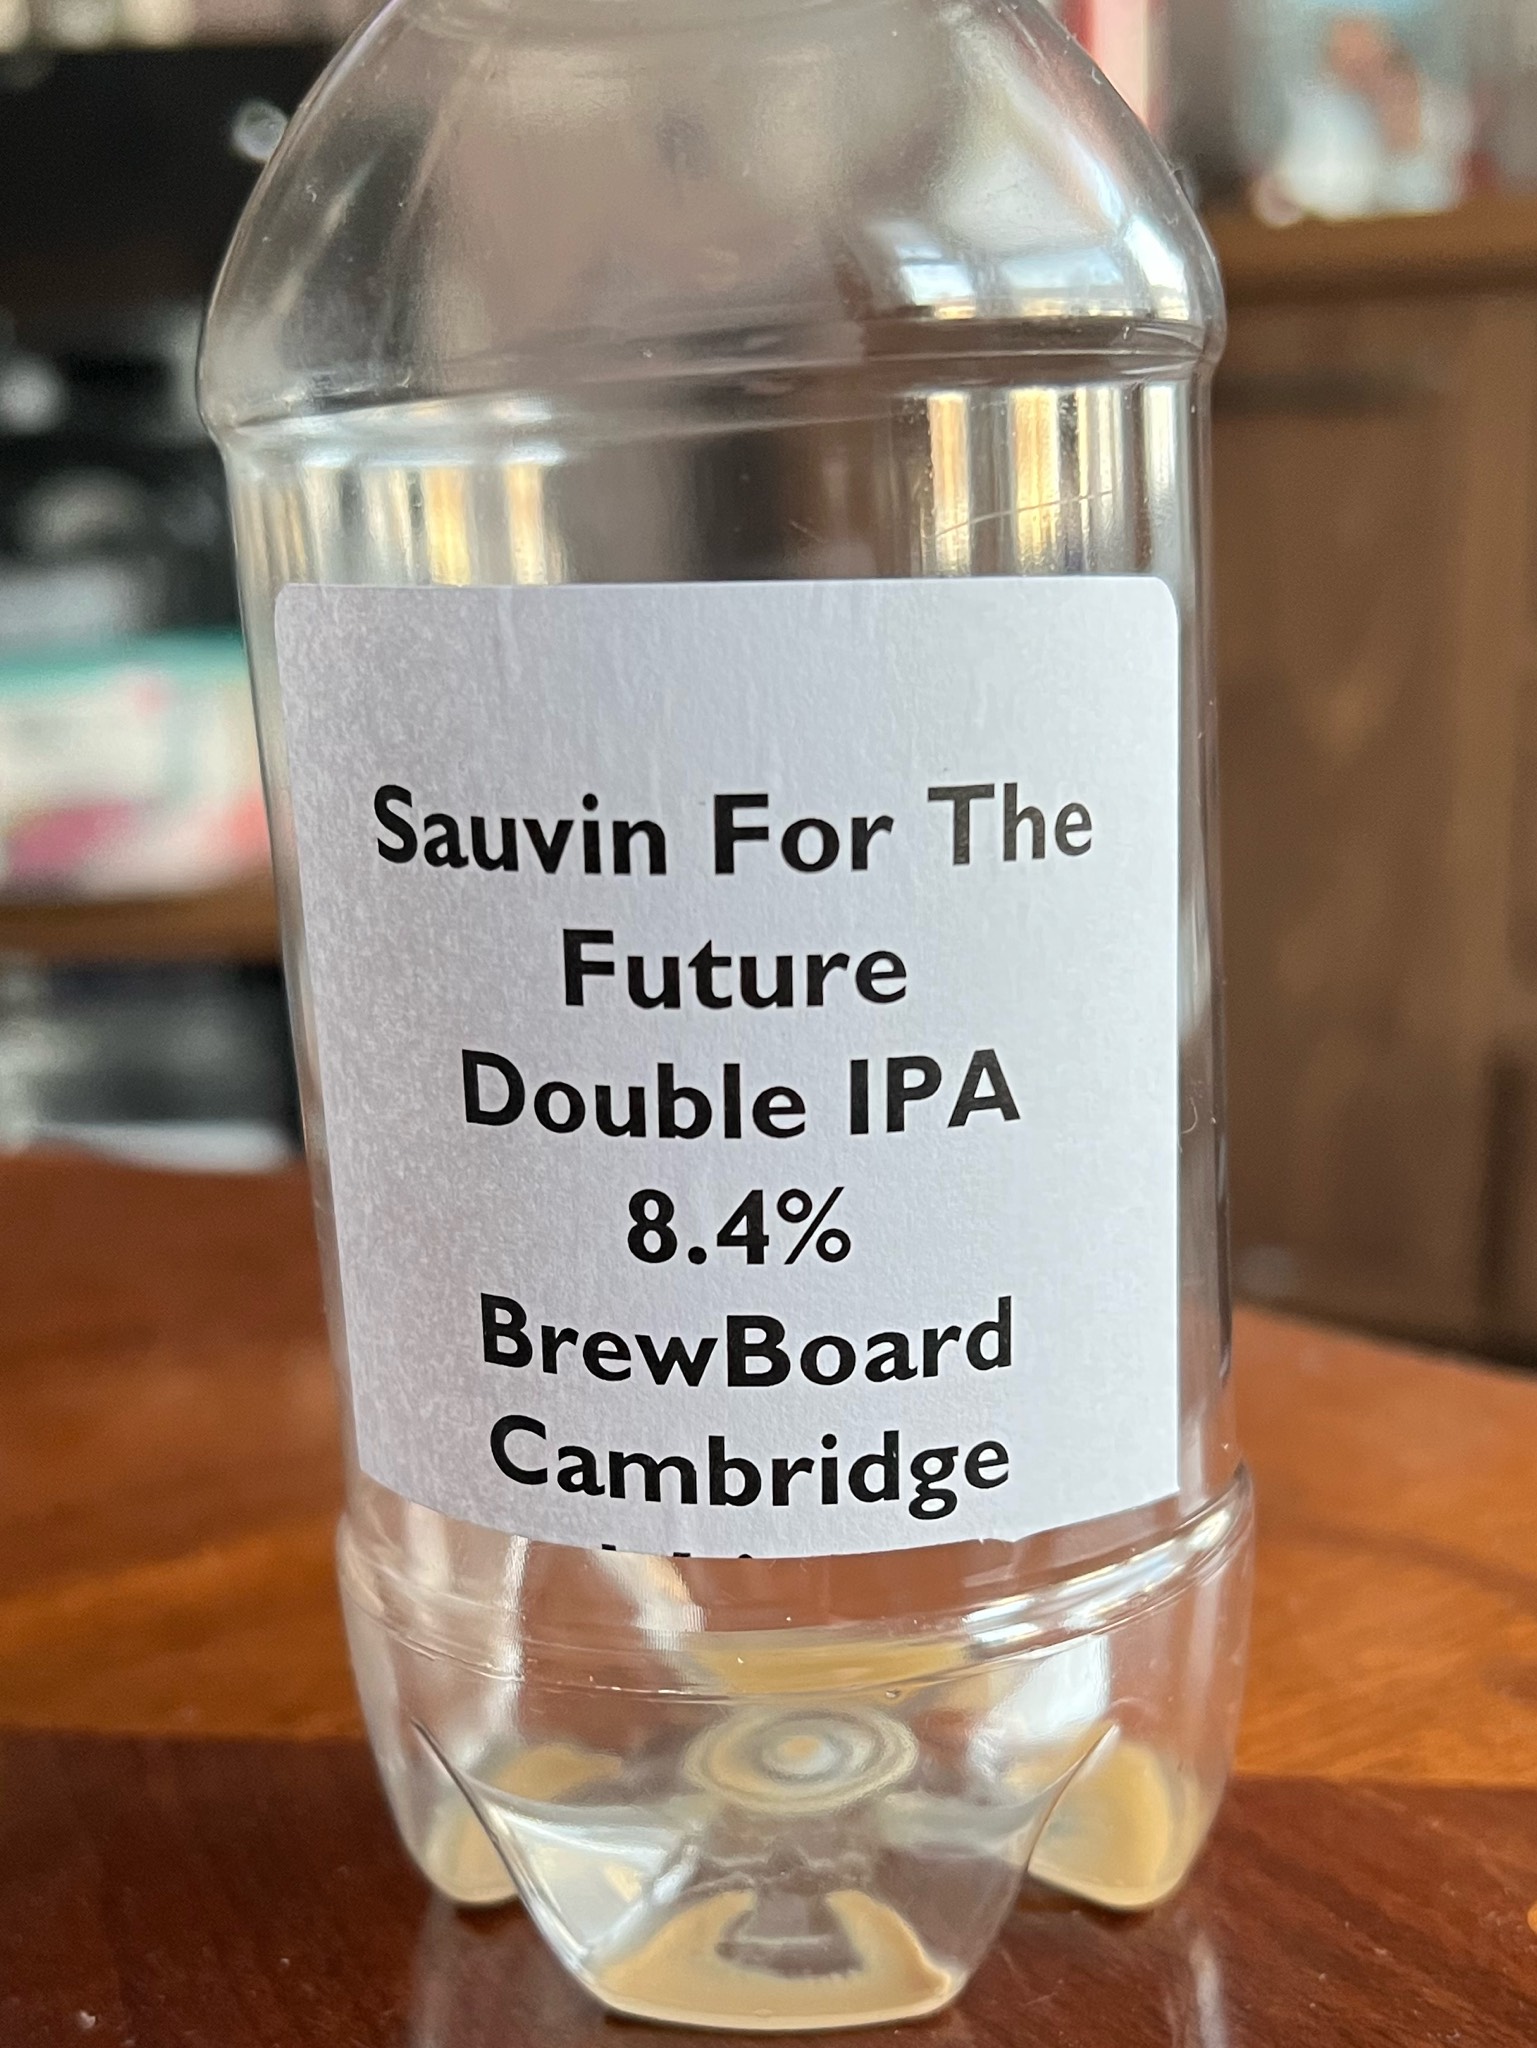 Sauvin For The
Future
Double IPA
8.4%
BrewBoard
Cambridge